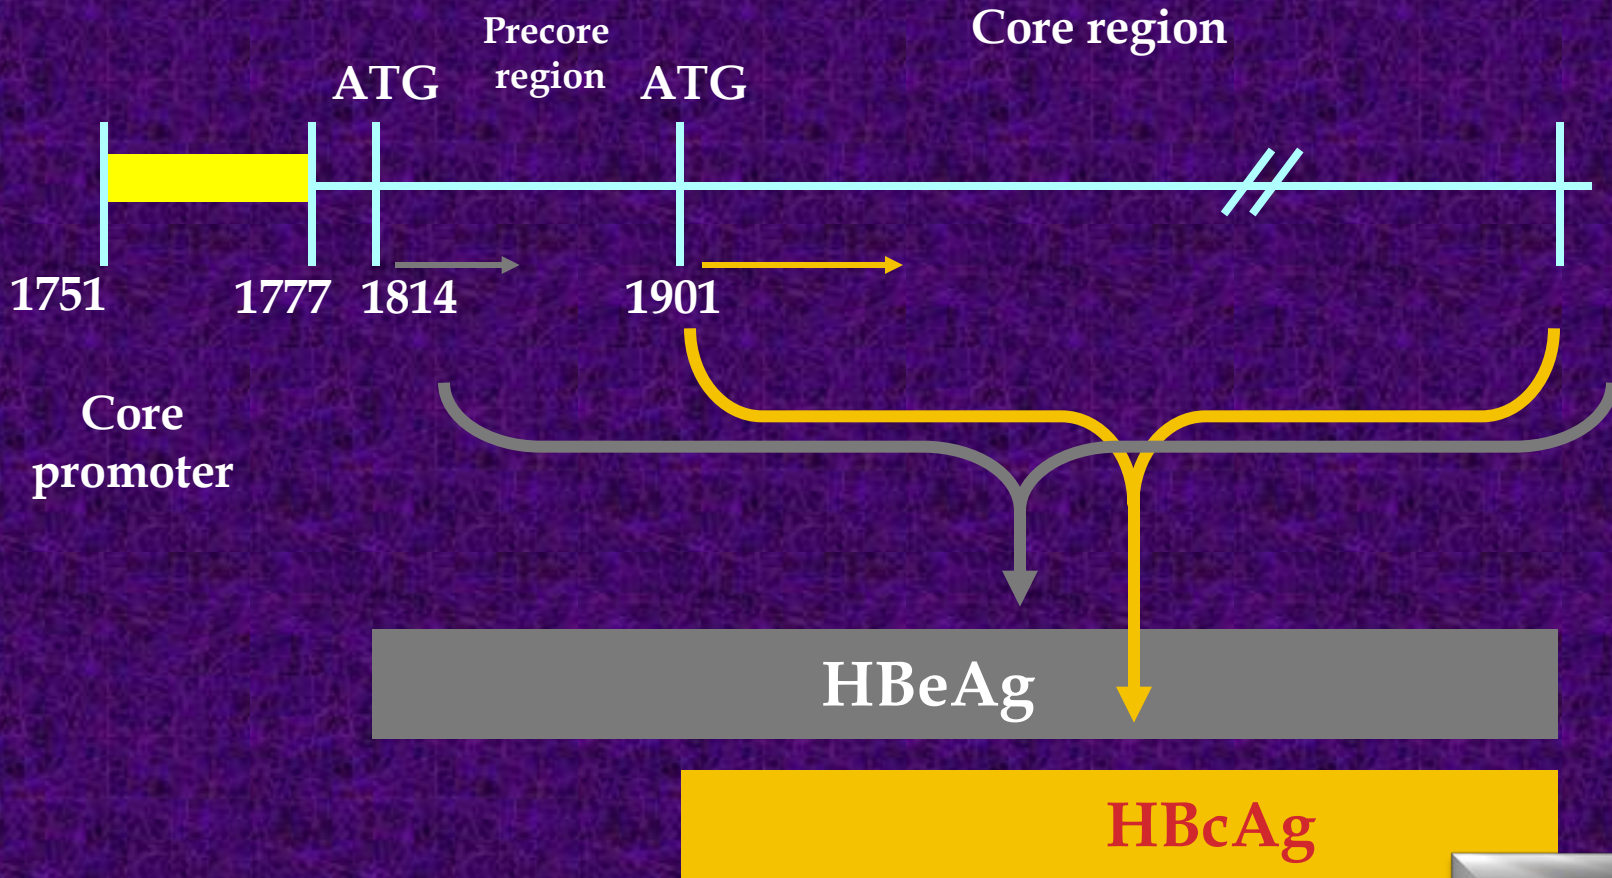 Precore
region
Core region
ATG
ATG
1751
1777
1814
1901
Core
promoter
HBeAg
HBcAg